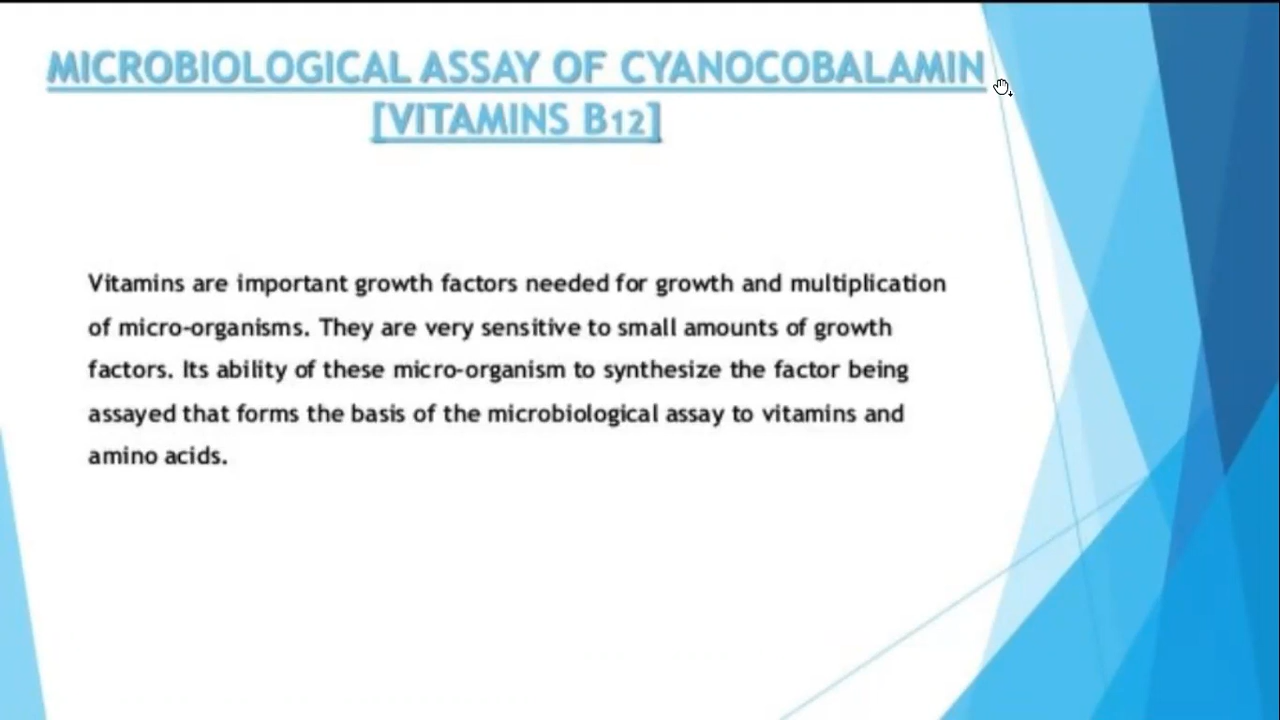 MICROBIOLOGICAL ASSAY OF CYANOCOBALAMIN
[VITAMINS B12]
Vitamins are important growth factors needed for growth and multiplication
of micro-organisms. They are very sensitive to small amounts of growth
factors. Its ability of these micro-organism to synthesize the factor being
assayed that forms the basis of the microbiological assay to vitamins and
amino acids.